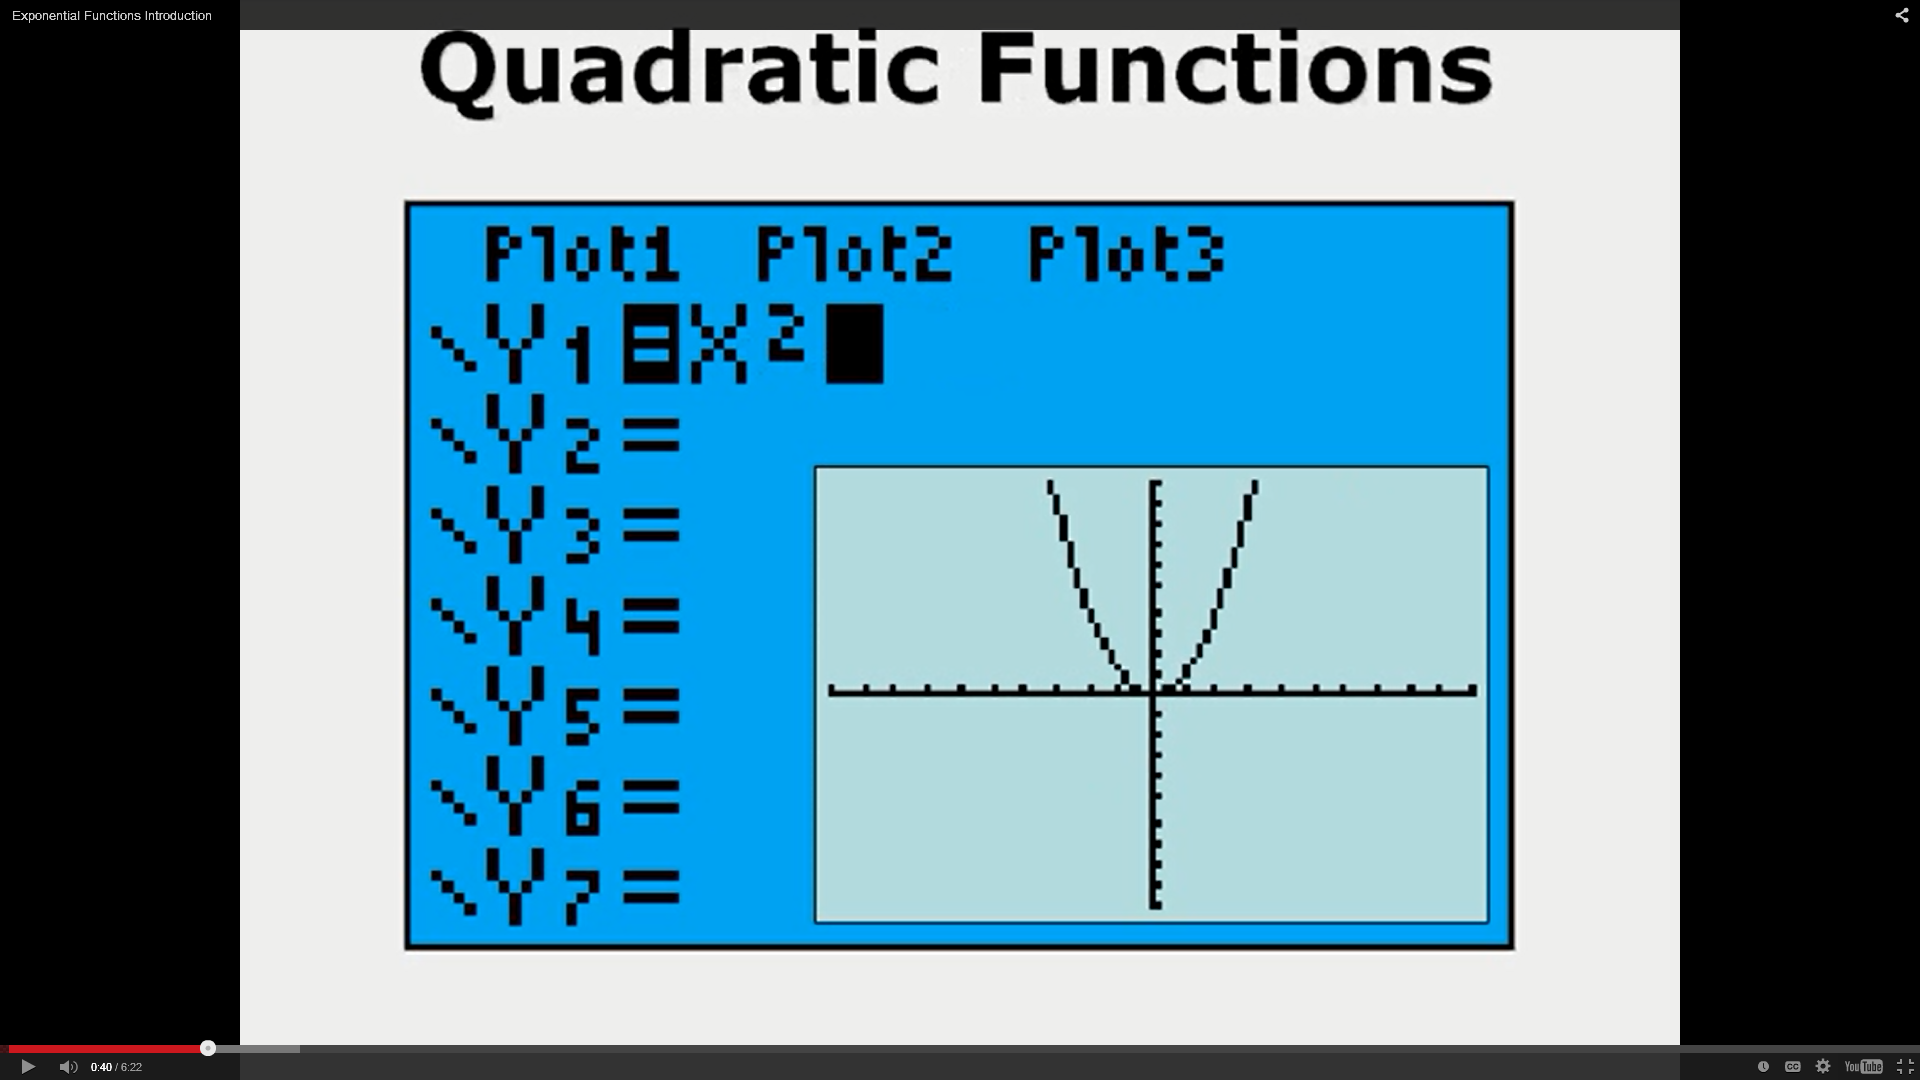 Exponential Functions Introduction
Quadratic Functions
Plot1 Plot2 Plot3
\Y1=X²
\Y2=
\Y3=
\Y4=
\Y5=
\Y6=
\Y7=
0:40 / 6:22
CC
YouTube